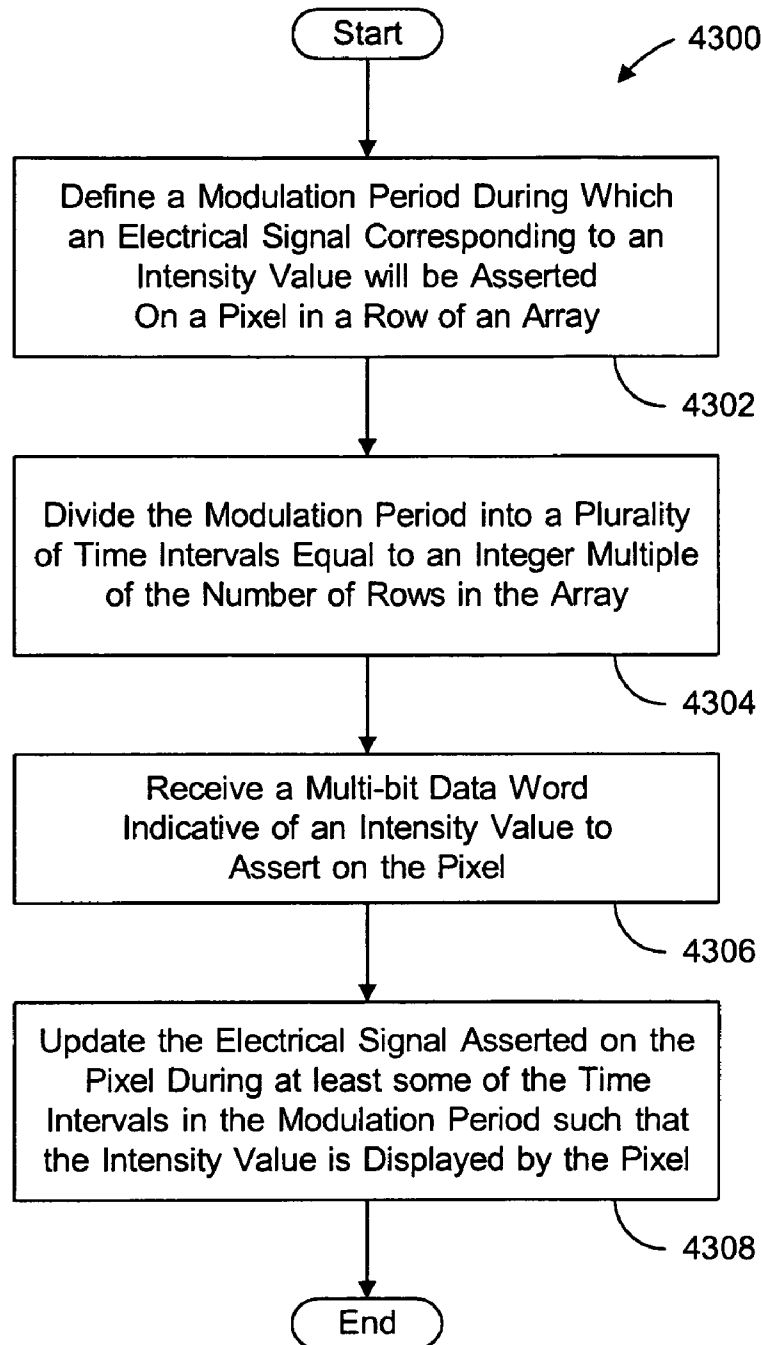 Start
4300
Define a Modulation Period During Which
an Electrical Signal Corresponding to an
Intensity Value will be Asserted
On a Pixel in a Row of an Array
4302
Divide the Modulation Period into a Plurality
of Time Intervals Equal to an Integer Multiple
of the Number of Rows in the Array
4304
Receive a Multi-bit Data Word
Indicative of an Intensity Value to
Assert on the Pixel
4306
Update the Electrical Signal Asserted on the
Pixel During at least some of the Time
Intervals in the Modulation Period such that
the Intensity Value is Displayed by the Pixel
4308
End